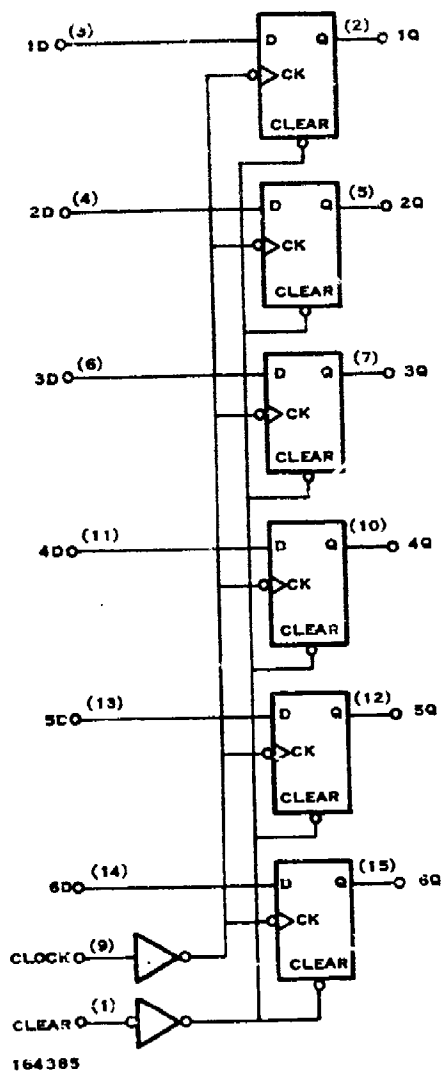 1D (3) D Q (2) 1Q
CK
CLEAR
2D (4) D Q (5) 2Q
CK
CLEAR
3D (6) D Q (7) 3Q
CK
CLEAR
4D (11) D Q (10) 4Q
CK
CLEAR
5D (13) D Q (12) 5Q
CK
CLEAR
6D (14) D Q (15) 6Q
CK
CLOCK (9)
CLEAR
CLEAR (1)
164385